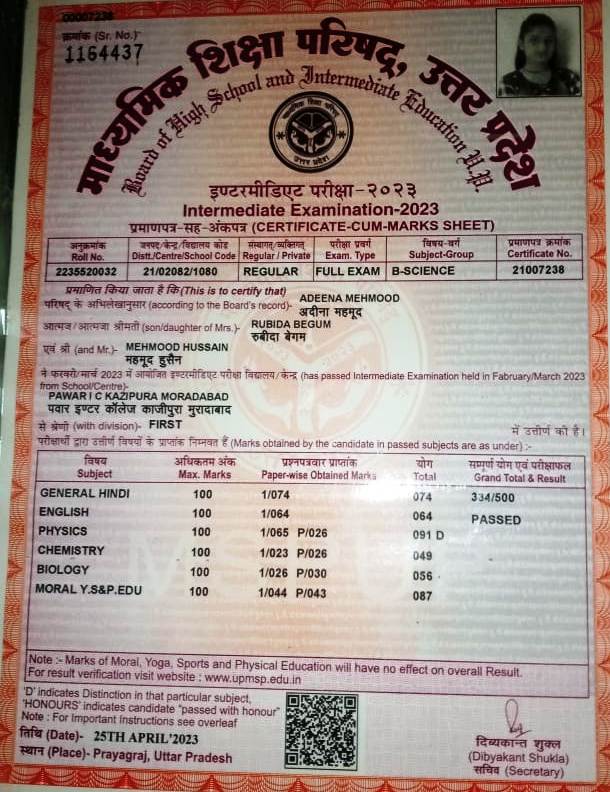 00007238
क्रमांक (Sr. No.)
1164437
माध्यमिक शिक्षा परिषद्, उत्तर प्रदेश
Board of High School and Intermediate Education U.P.
माध्यमिक शिक्षा परिषद्
उत्तर प्रदेश
इण्टरमीडिएट परीक्षा-२०२३
Intermediate Examination-2023
प्रमाणपत्र-सह-अंकपत्र (CERTIFICATE-CUM-MARKS SHEET)
अनुक्रमांक जनपद/केन्द्र/विद्यालय कोड संस्थागत/व्यक्तिगत परीक्षा प्रवर्ग विषय-वर्ग प्रमाणपत्र क्रमांक
Roll No. Distt./Centre/School Code Regular / Private Exam. Type Subject-Group Certificate No.
2235520032 21/02082/1080 REGULAR FULL EXAM B-SCIENCE 21007238
प्रमाणित किया जाता है कि (This is to certify that)
परिषद् के अभिलेखानुसार (according to the Board's record)- ADEENA MEHMOOD
अदीना महमूद
आत्मज/आत्मजा श्रीमती (son/daughter of Mrs.)- RUBIDA BEGUM
रुबीदा बेगम
एवं श्री (and Mr.)- MEHMOOD HUSSAIN
महमूद हुसैन
ने फरवरी/मार्च 2023 में आयोजित इण्टरमीडिएट परीक्षा विद्यालय/केन्द्र (has passed Intermediate Examination held in Fabruary/March 2023
from School/Centre)-
PAWAR I C KAZIPURA MORADABAD
पवार इण्टर कॉलेज काजीपुरा मुरादाबाद
से श्रेणी (with division)- FIRST में उत्तीर्ण की है।
परीक्षार्थी द्वारा उत्तीर्ण विषयों के प्राप्तांक निम्नवत हैं (Marks obtained by the candidate in passed subjects are as under) :-
विषय अधिकतम अंक प्रश्नपत्रवार प्राप्तांक योग सम्पूर्ण योग एवं परीक्षाफल
Subject Max. Marks Paper-wise Obtained Marks Total Grand Total & Result
GENERAL HINDI 100 1/074 074 334/500
ENGLISH 100 1/064 064 PASSED
PHYSICS 100 1/065 P/026 091 D
CHEMISTRY 100 1/023 P/026 049
BIOLOGY 100 1/026 P/030 056
MORAL Y.S&P.EDU 100 1/044 P/043 087
Note :- Marks of Moral, Yoga, Sports and Physical Education will have no effect on overall Result.
For result verification visit website : www.upmsp.edu.in
'D' indicates Distinction in that particular subject,
'HONOURS' indicates candidate "passed with honour"
Note : For Important Instructions see overleaf
तिथि (Date)- 25TH APRIL'2023
स्थान (Place)- Prayagraj, Uttar Pradesh
दिव्यकान्त शुक्ल
(Dibyakant Shukla)
सचिव (Secretary)